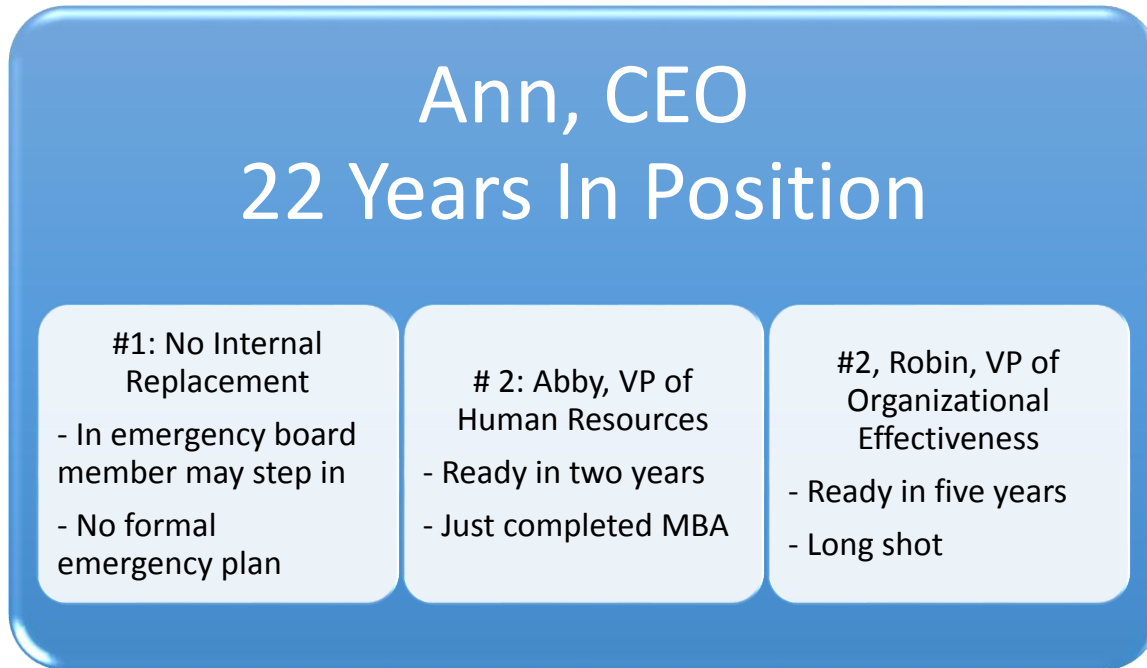 Ann, CEO
22 Years In Position
#1: No Internal
Replacement
- In emergency board
member may step in
- No formal
emergency plan
# 2: Abby, VP of
Human Resources
- Ready in two years
- Just completed MBA
#2, Robin, VP of
Organizational
Effectiveness
- Ready in five years
- Long shot